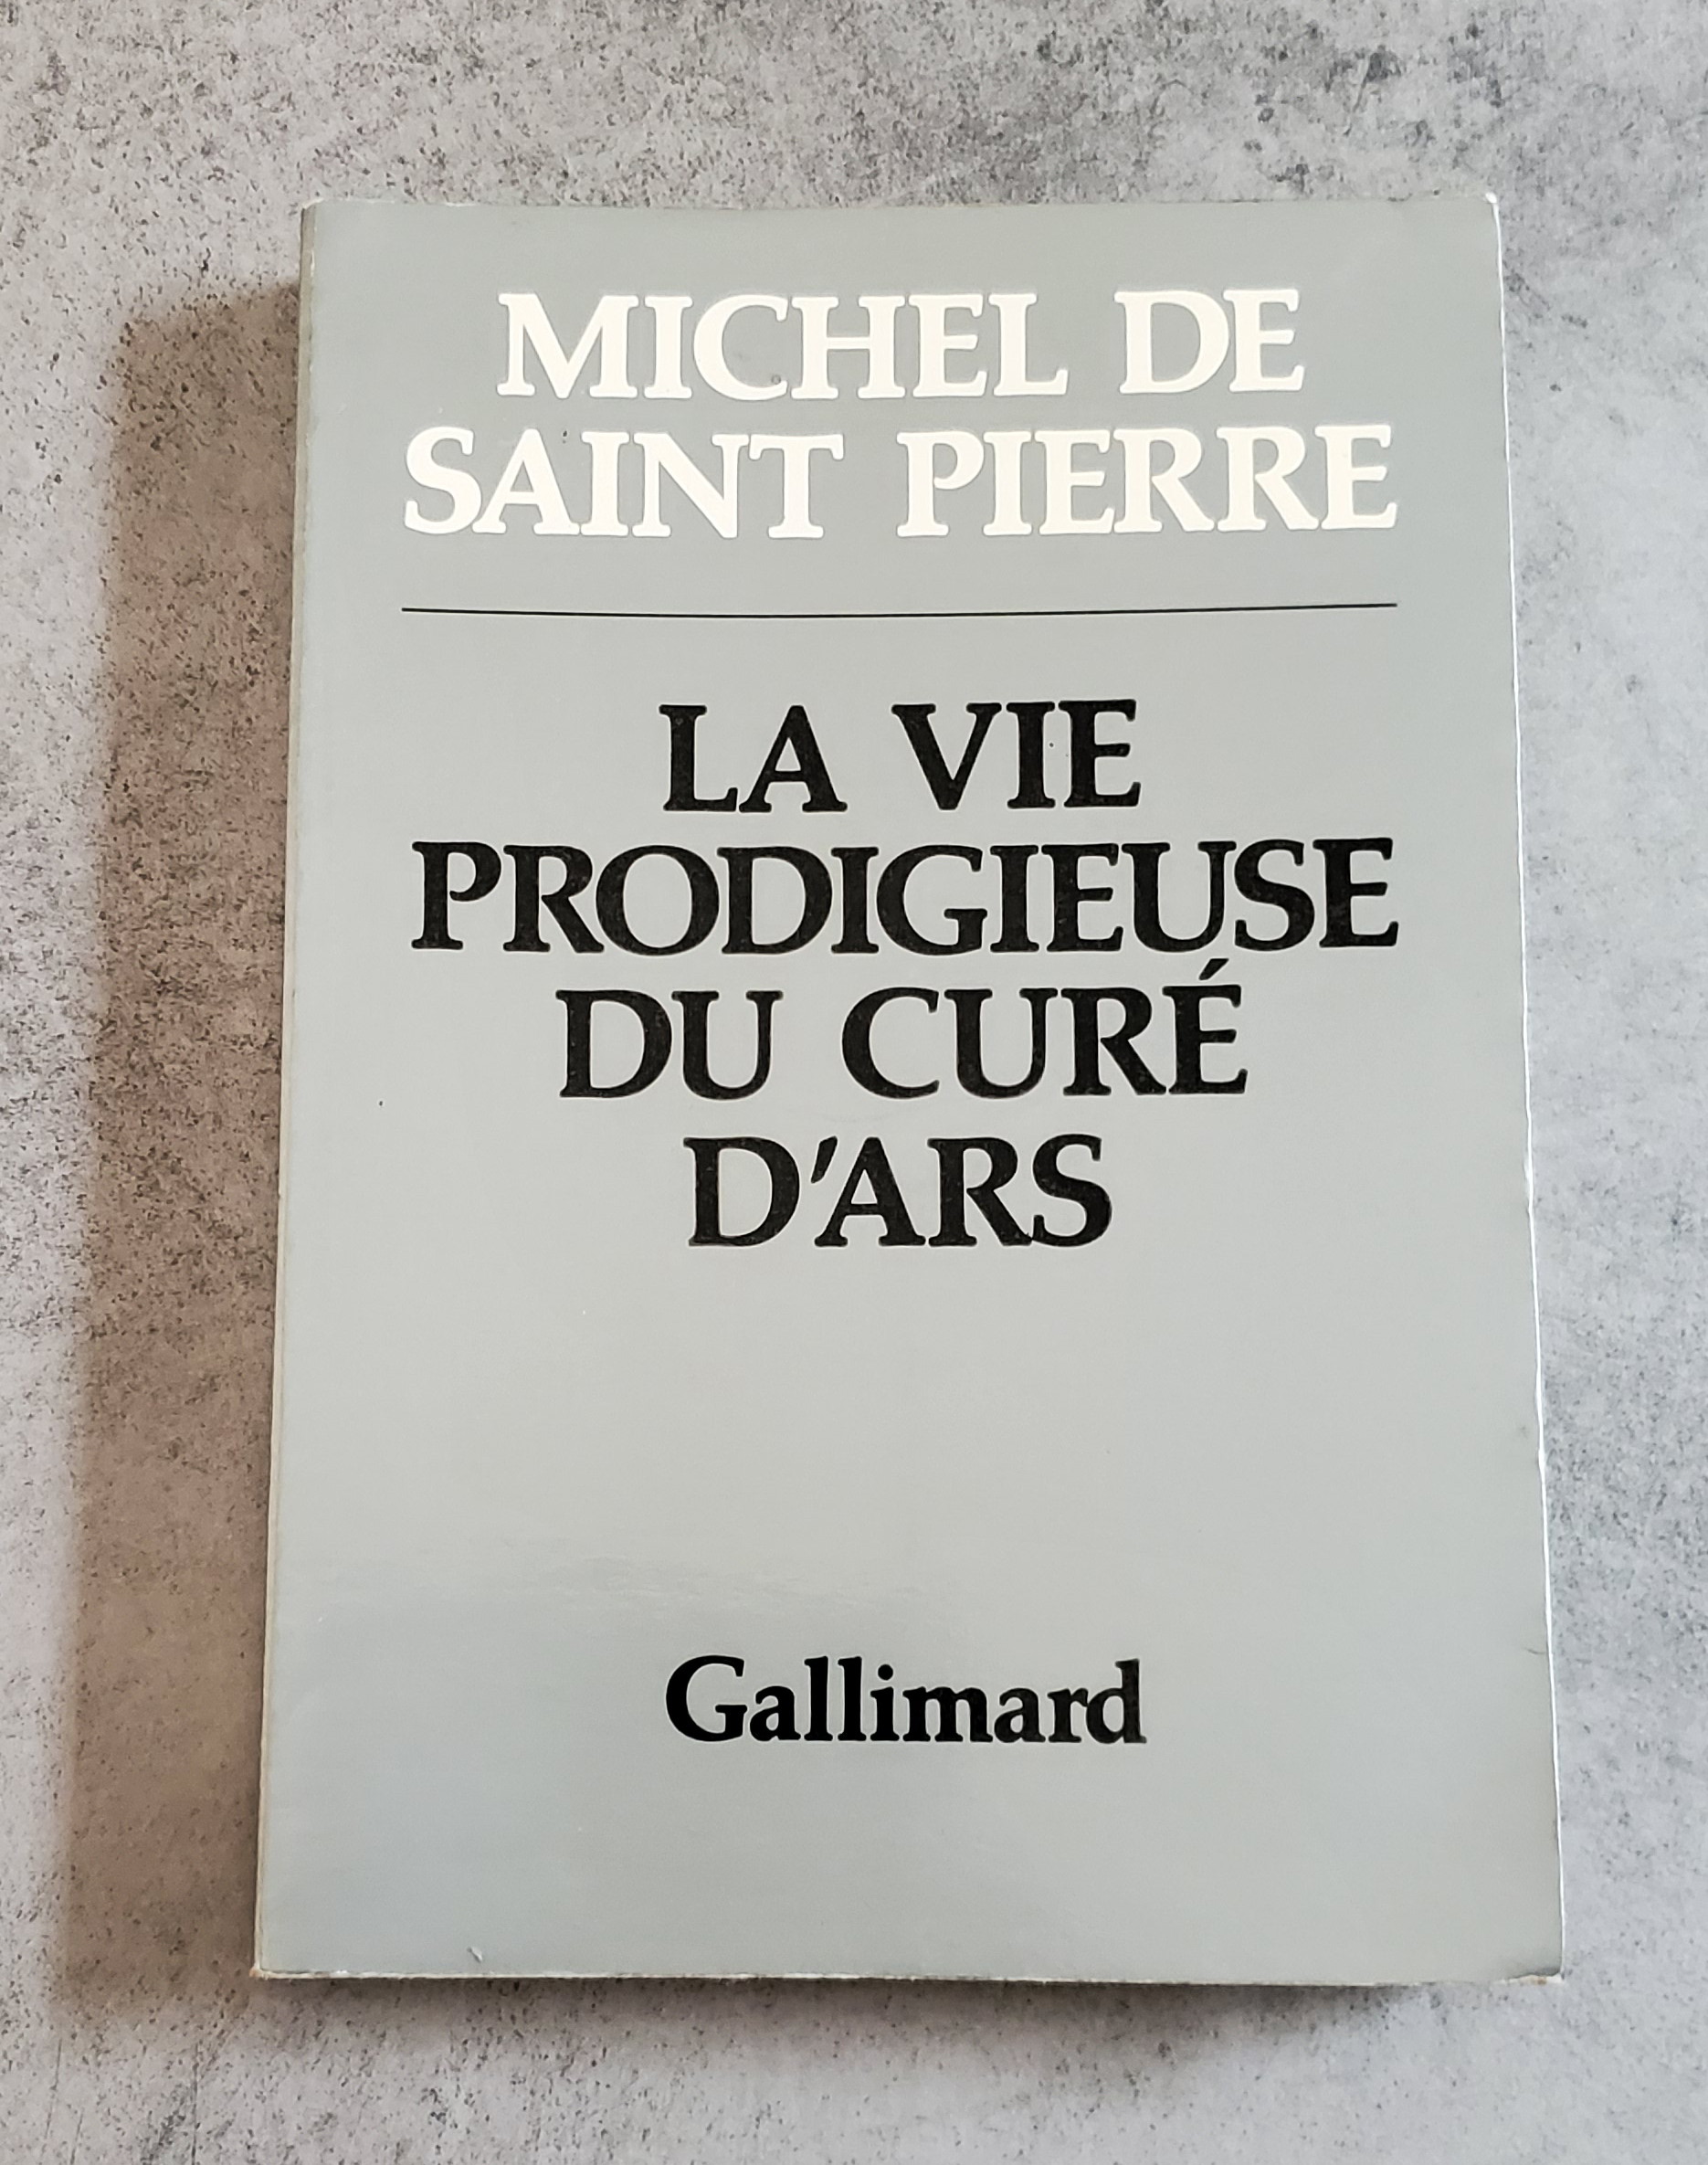 MICHEL DE
SAINT PIERRE
LA VIE
PRODIGIEUSE
DU CURÉ
D'ARS
Gallimard